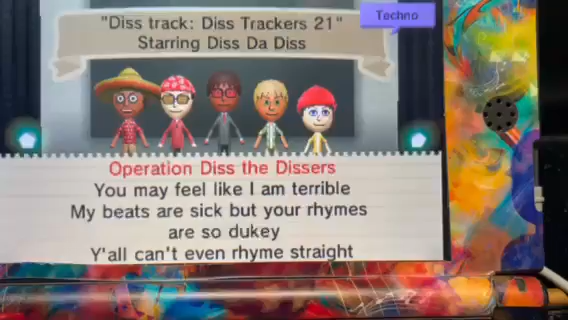 "Diss track: Diss Trackers 21"
Starring Diss Da Diss
Techno
Operation Diss the Dissers
You may feel like I am terrible
My beats are sick but your rhymes
are so dukey
Y'all can't even rhyme straight